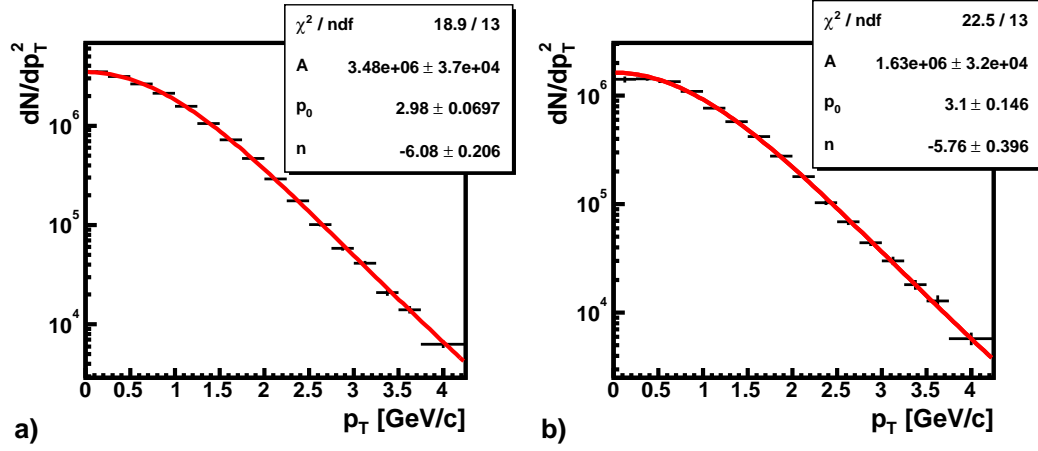 χ² / ndf 18.9 / 13
A 3.48e+06 ± 3.7e+04
p₀ 2.98 ± 0.0697
n -6.08 ± 0.206
dN/dp_T²
10⁶
10⁵
10⁴
0 0.5 1 1.5 2 2.5 3 3.5 4
p_T [GeV/c]
a)
χ² / ndf 22.5 / 13
A 1.63e+06 ± 3.2e+04
p₀ 3.1 ± 0.146
n -5.76 ± 0.396
dN/dp_T²
10⁶
10⁵
10⁴
0 0.5 1 1.5 2 2.5 3 3.5 4
p_T [GeV/c]
b)